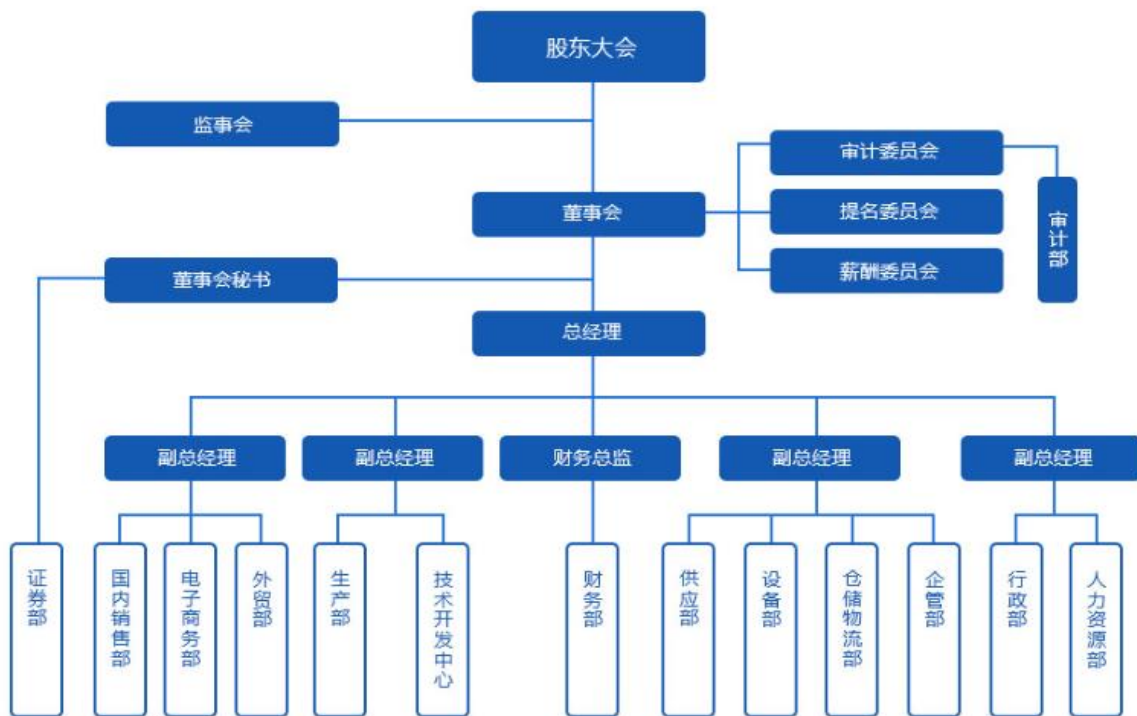 股东大会
监事会
审计委员会
董事会
提名委员会
审计部
薪酬委员会
董事会秘书
总经理
副总经理
副总经理
财务总监
副总经理
副总经理
证券部
国内销售部
电子商务部
外贸部
生产部
技术开发中心
财务部
供应部
设备部
仓储物流部
企管部
行政部
人力资源部